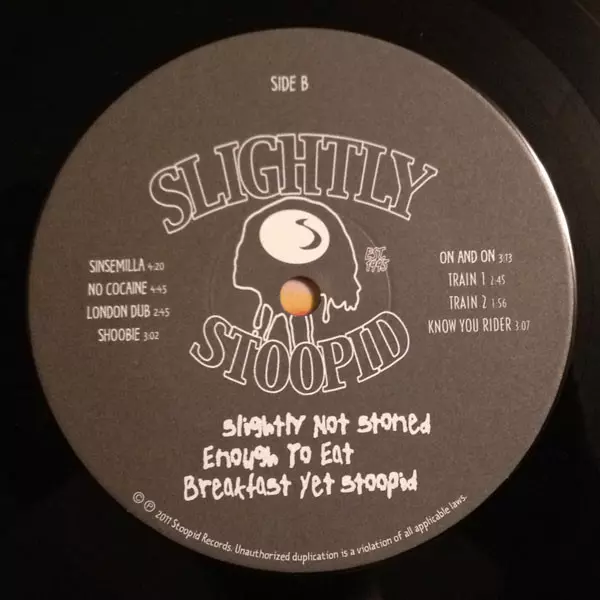 SIDE B
SLIGHTLY
S
EST.
1995
STOOPID
SINSEMILLA 4:20
NO COCAINE 4:45
LONDON DUB 2:45
SHOOBIE 3:02
ON AND ON 3:13
TRAIN 1 2:45
TRAIN 2 1:56
KNOW YOU RIDER 3:07
Slightly Not Stoned
Enough To Eat
Breakfast Yet Stoopid
© ℗ 2011 Stoopid Records. Unauthorized duplication is a violation of all applicable laws.